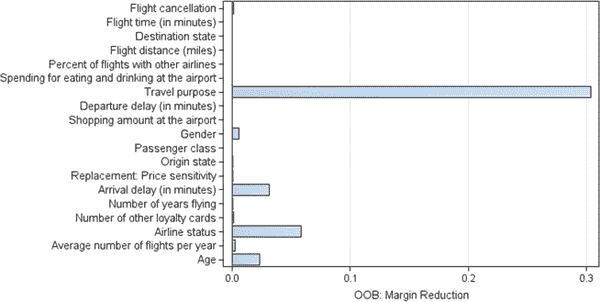 Flight cancellation
Flight time (in minutes)
Destination state
Flight distance (miles)
Percent of flights with other airlines
Spending for eating and drinking at the airport
Travel purpose
Departure delay (in minutes)
Shopping amount at the airport
Gender
Passenger class
Origin state
Replacement: Price sensitivity
Arrival delay (in minutes)
Number of years flying
Number of other loyalty cards
Airline status
Average number of flights per year
Age
0.0 0.1 0.2 0.3
OOB: Margin Reduction